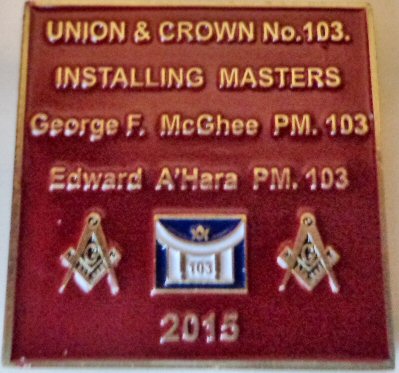 UNION & CROWN No.103.
INSTALLING MASTERS
George F. McGhee PM. 103
Edward A'Hara PM. 103
G 103 G
2015